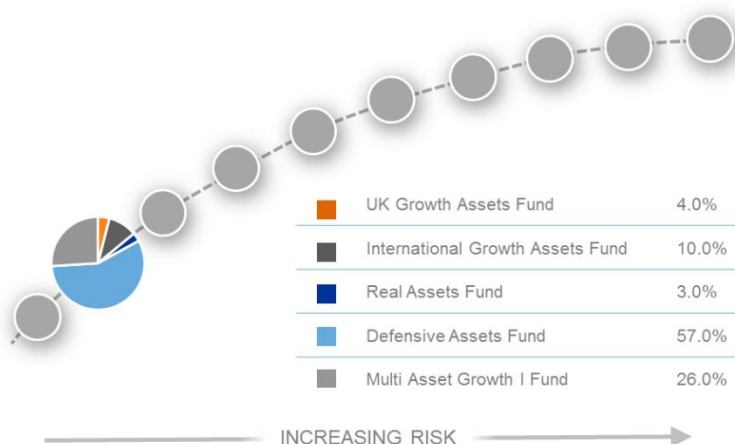 UK Growth Assets Fund 4.0%
International Growth Assets Fund 10.0%
Real Assets Fund 3.0%
Defensive Assets Fund 57.0%
Multi Asset Growth I Fund 26.0%
INCREASING RISK